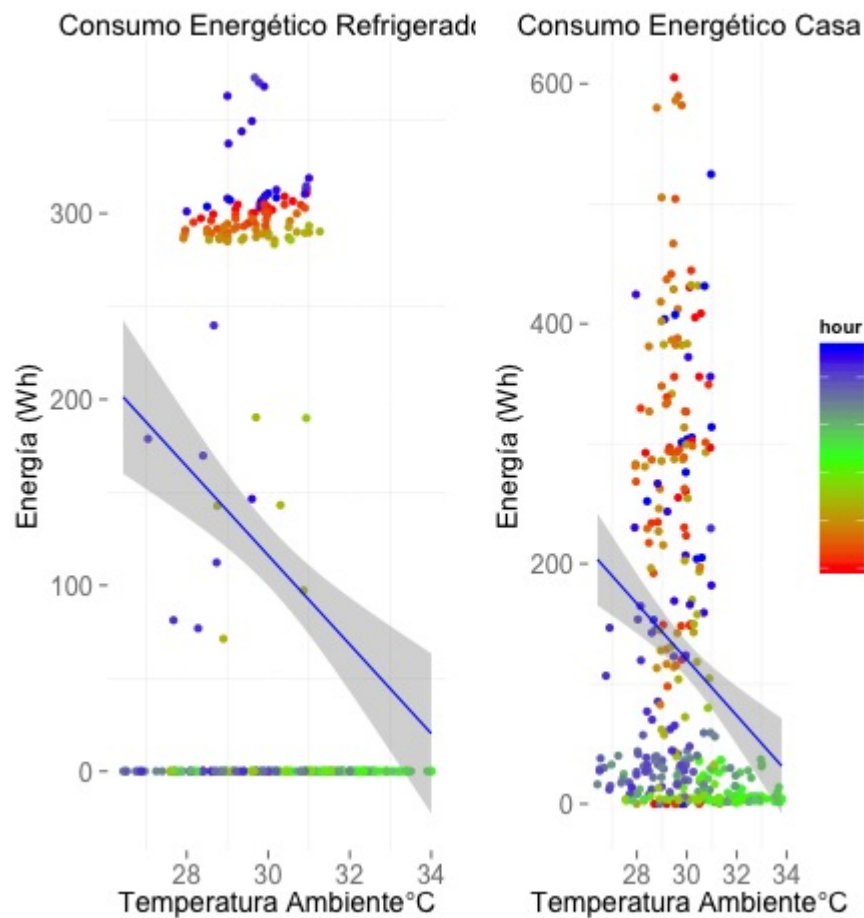 Consumo Energético Refrigerado
Energía (Wh)
300
200
100
0
28 30 32 34
Temperatura Ambiente°C
Consumo Energético Casa
Energía (Wh)
600
400
200
0
28 30 32 34
Temperatura Ambiente°C
hour